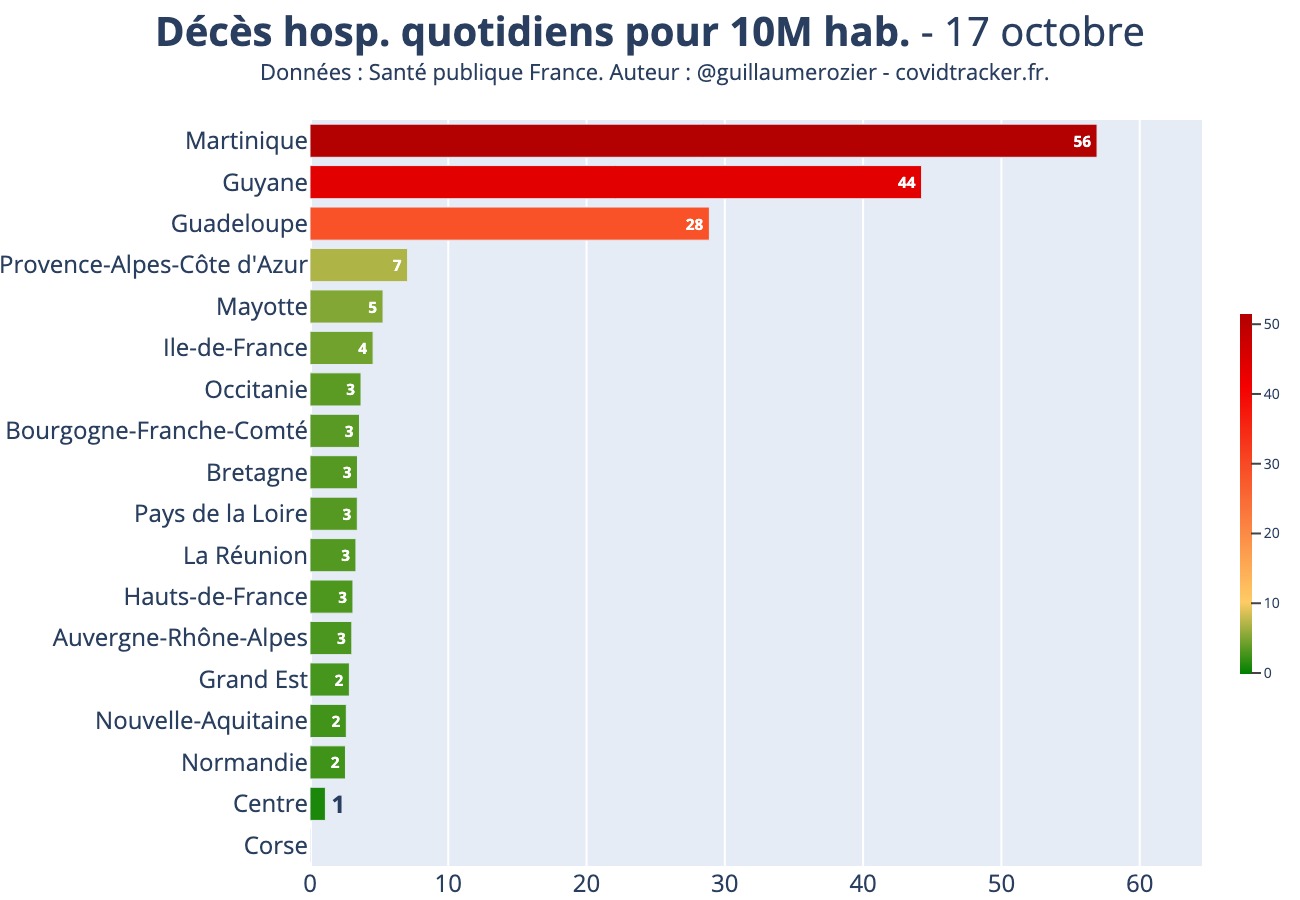 Décès hosp. quotidiens pour 10M hab. - 17 octobre
Données : Santé publique France. Auteur : @guillaumerozier - covidtracker.fr.
Martinique 56
Guyane 44
Guadeloupe 28
Provence-Alpes-Côte d'Azur 7
Mayotte 5
Ile-de-France 4
Occitanie 3
Bourgogne-Franche-Comté 3
Bretagne 3
Pays de la Loire 3
La Réunion 3
Hauts-de-France 3
Auvergne-Rhône-Alpes 3
Grand Est 2
Nouvelle-Aquitaine 2
Normandie 2
Centre 1
Corse
0 10 20 30 40 50 60
50
40
30
20
10
0